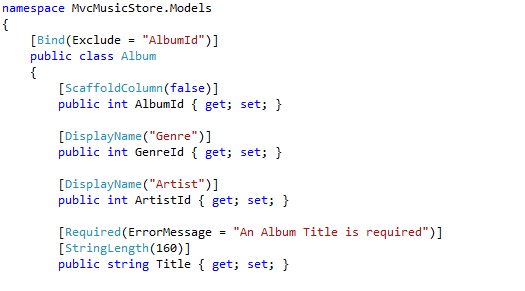 namespace MvcMusicStore.Models
{
    [Bind(Exclude = "AlbumId")]
    public class Album
    {
        [ScaffoldColumn(false)]
        public int AlbumId { get; set; }

        [DisplayName("Genre")]
        public int GenreId { get; set; }

        [DisplayName("Artist")]
        public int ArtistId { get; set; }

        [Required(ErrorMessage = "An Album Title is required")]
        [StringLength(160)]
        public string Title { get; set; }